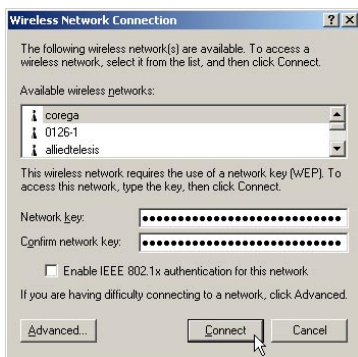 Wireless Network Connection
The following wireless network(s) are available. To access a
wireless network, select it from the list, and then click Connect.
Available wireless networks:
corega
0126-1
alliedtelesis
This wireless network requires the use of a network key (WEP). To
access this network, type the key, then click Connect.
Network key: ●●●●●●●●●●●●●●●●●●●●●●●●●●
Confirm network key: ●●●●●●●●●●●●●●●●●●●●●●●●●●
Enable IEEE 802.1x authentication for this network
If you are having difficulty connecting to a network, click Advanced.
Advanced... Connect Cancel